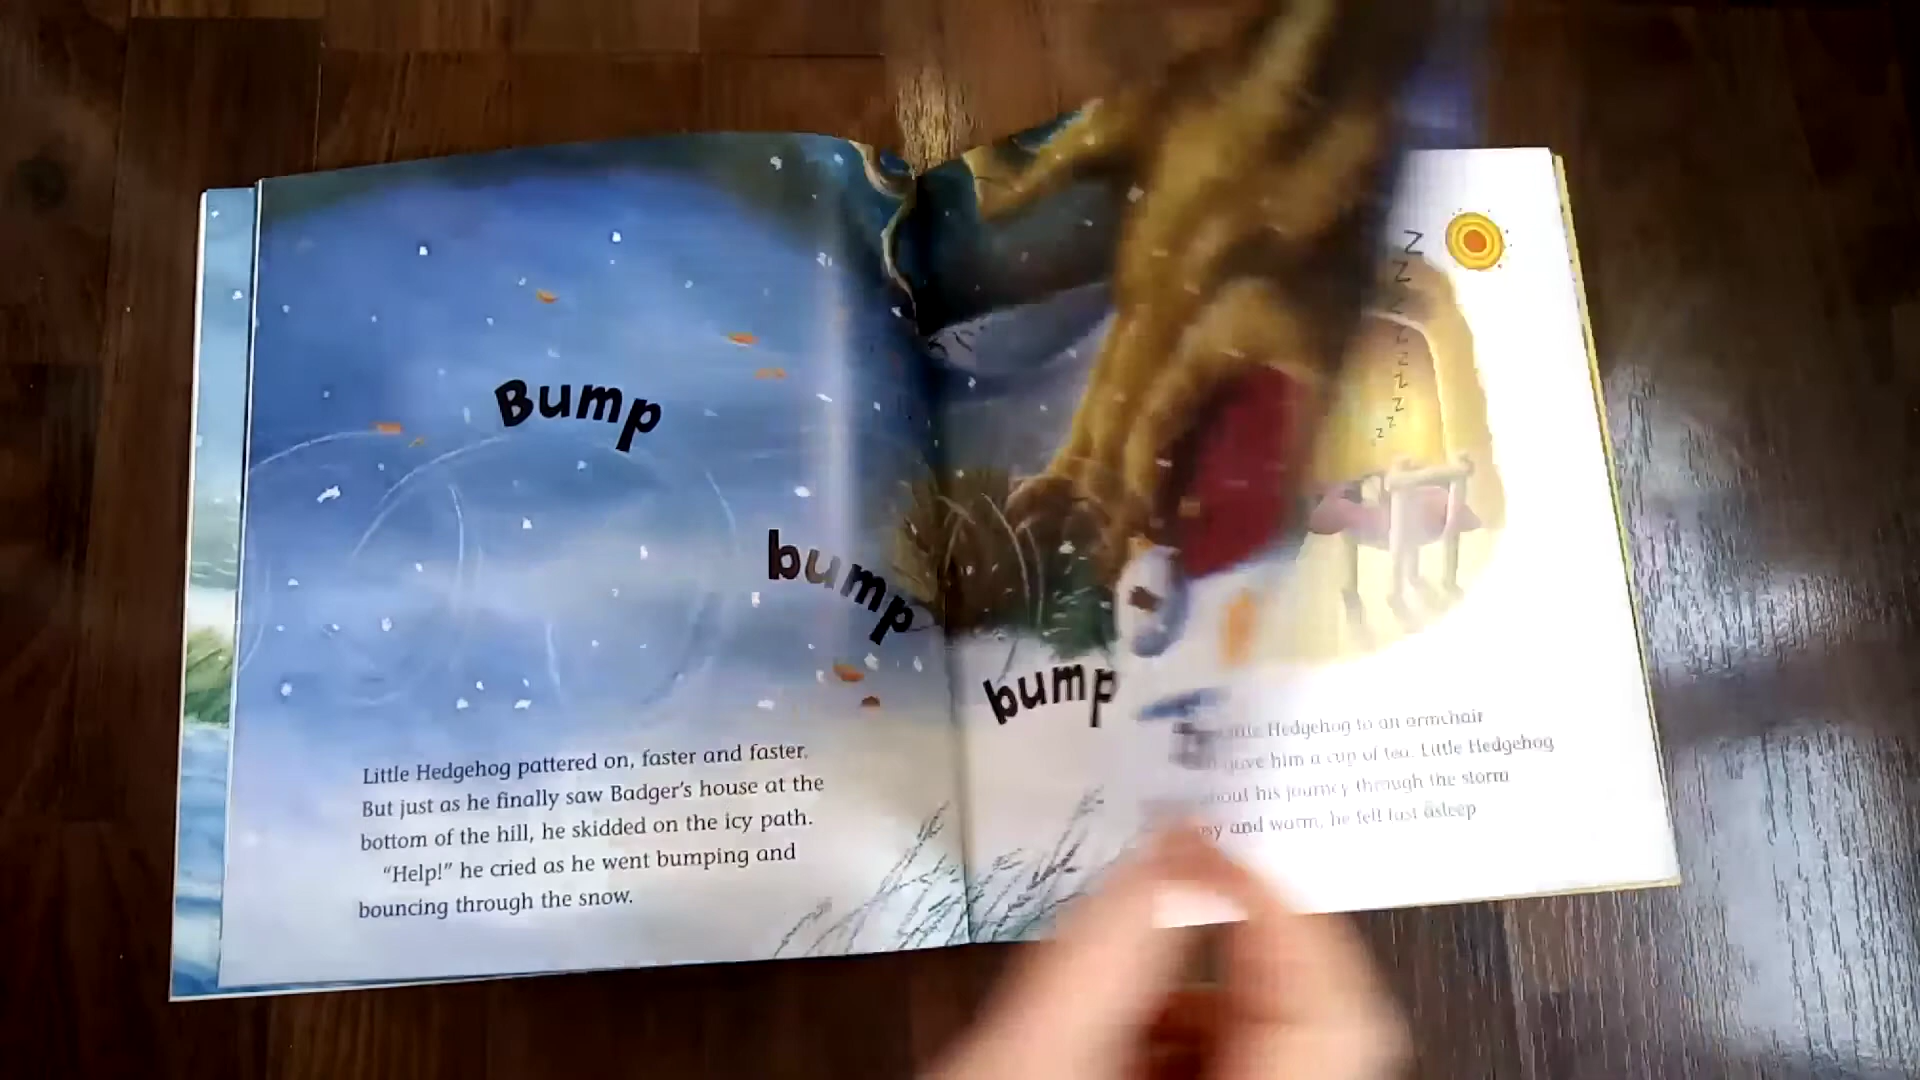 Bump
bump
bump
Little Hedgehog pattered on, faster and faster.
But just as he finally saw Badger's house at the
bottom of the hill, he skidded on the icy path.
"Help!" he cried as he went bumping and
bouncing through the snow.
z
z
z
z
z
z
z
z
Little Hedgehog to an armchair
gave him a cup of tea. Little Hedgehog
about his journey through the storm
and warm, he fell fast asleep